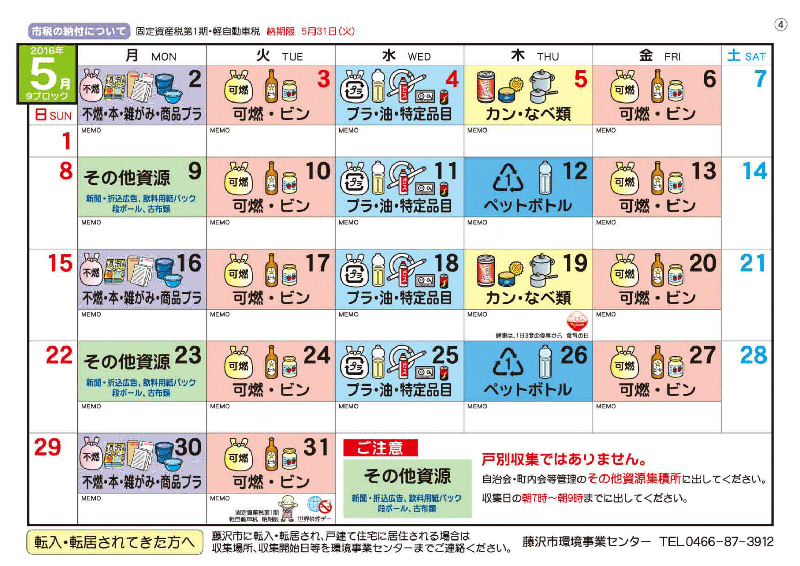 市税の納付について 固定資産税第1期・軽自動車税 納期限 5月31日(火)
④
2016年
5月
9ブロック
日 SUN
月 MON
火 TUE
水 WED
木 THU
金 FRI
土 SAT
1
不燃 2
不燃・本・雑がみ・商品プラ
MEMO
可燃 3
可燃・ビン
MEMO
プラ 4
プラ・油・特定品目
MEMO
5
カン・なべ類
MEMO
可燃 6
可燃・ビン
MEMO
7
8
その他資源 9
新聞・折込広告、飲料用紙パック
段ボール、古布類
MEMO
可燃 10
可燃・ビン
MEMO
プラ 11
プラ・油・特定品目
MEMO
1 12
ペットボトル
MEMO
可燃 13
可燃・ビン
MEMO
14
15
不燃 16
不燃・本・雑がみ・商品プラ
MEMO
可燃 17
可燃・ビン
MEMO
プラ 18
プラ・油・特定品目
MEMO
19
カン・なべ類
MEMO
健康は、1日3食の食事から 食育の日
可燃 20
可燃・ビン
MEMO
21
22
その他資源 23
新聞・折込広告、飲料用紙パック
段ボール、古布類
MEMO
可燃 24
可燃・ビン
MEMO
プラ 25
プラ・油・特定品目
MEMO
1 26
ペットボトル
MEMO
可燃 27
可燃・ビン
MEMO
28
29
不燃 30
不燃・本・雑がみ・商品プラ
MEMO
可燃 31
可燃・ビン
MEMO
固定資産税第1期
軽自動車税 納期限
世界禁煙デー
ご注意
その他資源
新聞・折込広告、飲料用紙パック
段ボール、古布類
戸別収集ではありません。
自治会・町内会等管理のその他資源集積所に出してください。
収集日の朝7時～朝9時までに出してください。
転入・転居されてきた方へ
藤沢市に転入・転居され、戸建て住宅に居住される場合は
収集場所、収集開始日等を環境事業センターまでご連絡ください。
藤沢市環境事業センター TEL0466-87-3912